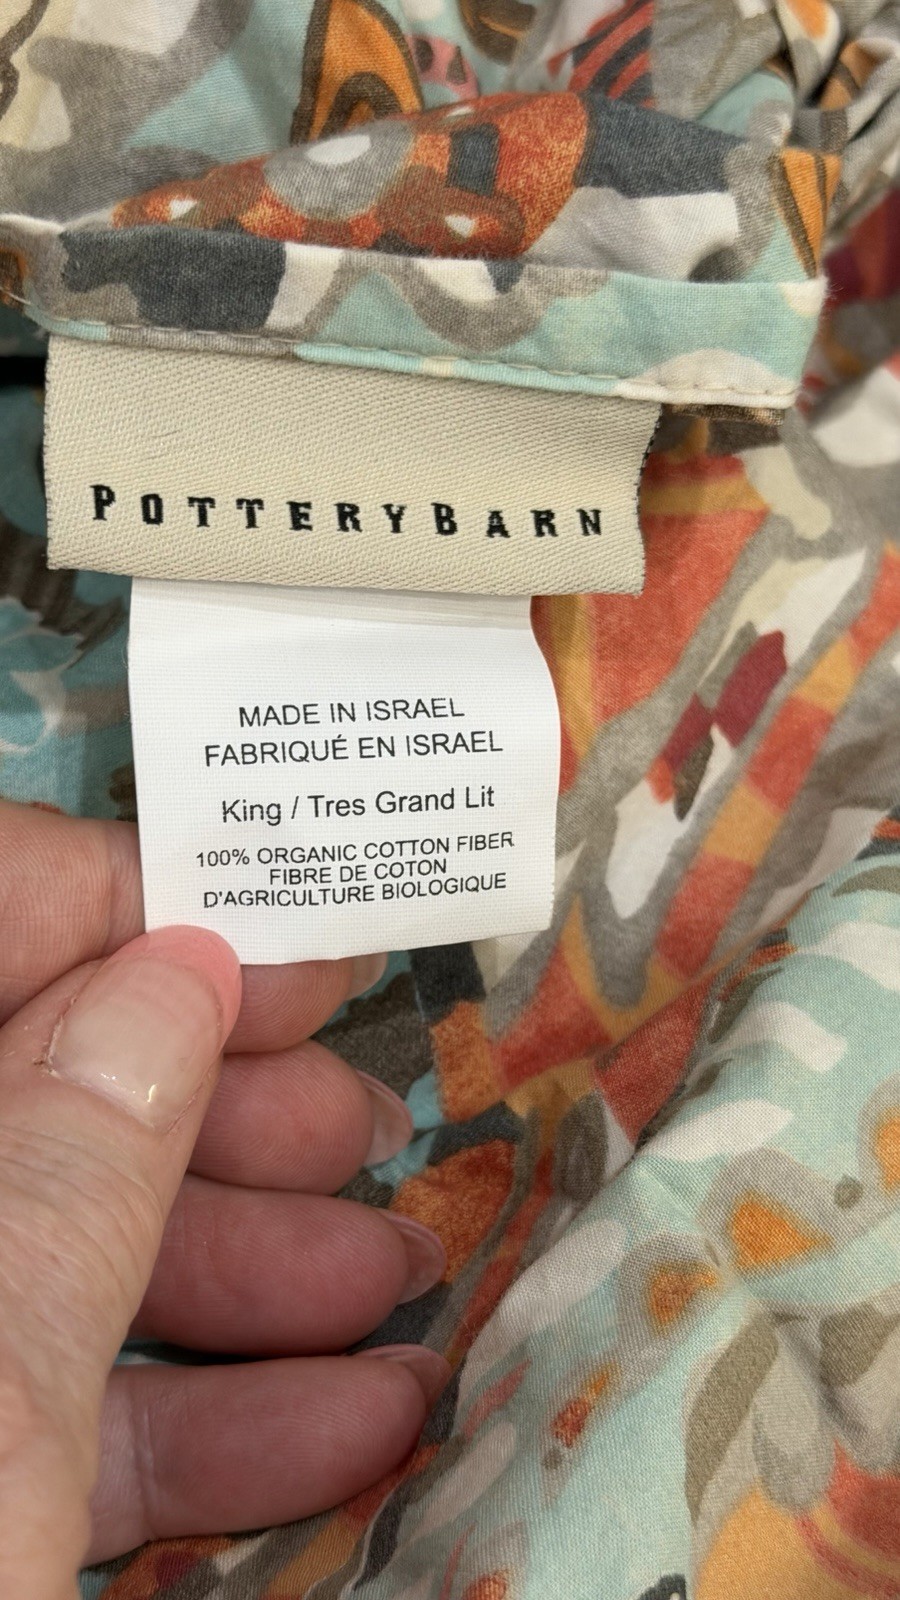 POTTERYBARN
MADE IN ISRAEL
FABRIQUÉ EN ISRAEL
King / Tres Grand Lit
100% ORGANIC COTTON FIBER
FIBRE DE COTON
D'AGRICULTURE BIOLOGIQUE